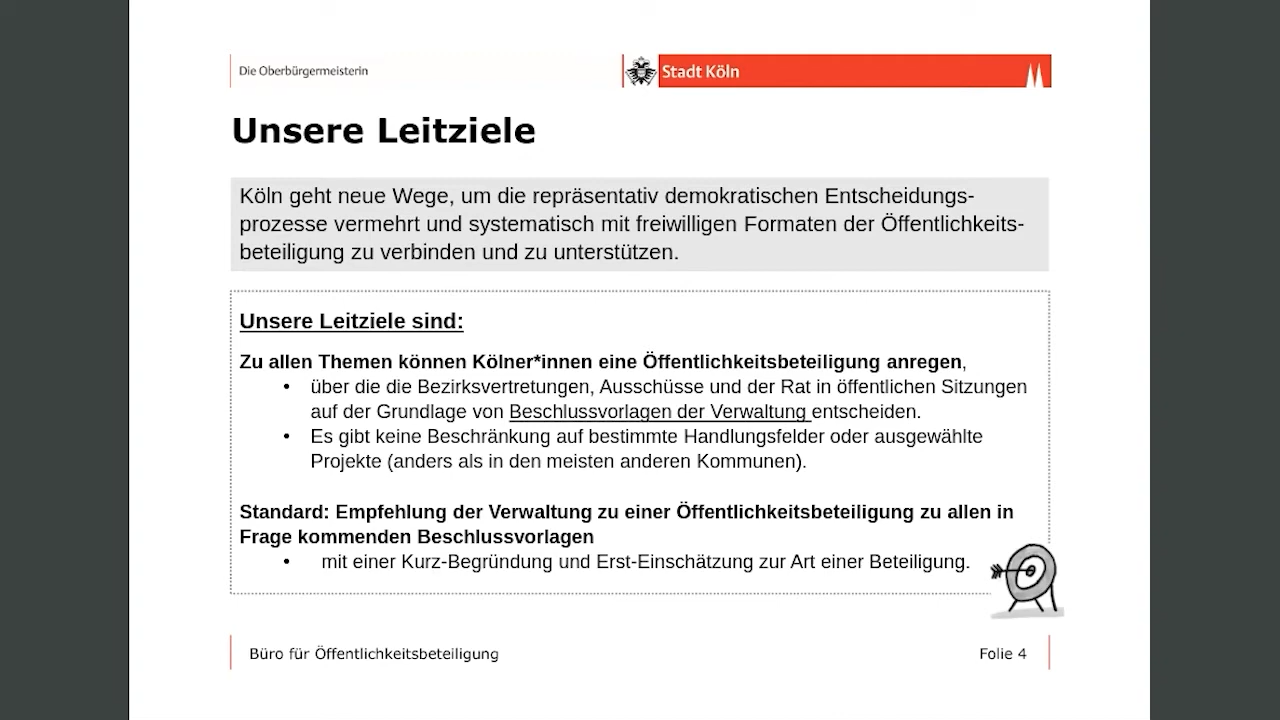 Die Oberbürgermeisterin
Stadt Köln
Unsere Leitziele
Köln geht neue Wege, um die repräsentativ demokratischen Entscheidungs-
prozesse vermehrt und systematisch mit freiwilligen Formaten der Öffentlichkeits-
beteiligung zu verbinden und zu unterstützen.
Unsere Leitziele sind:
Zu allen Themen können Kölner*innen eine Öffentlichkeitsbeteiligung anregen,
• über die die Bezirksvertretungen, Ausschüsse und der Rat in öffentlichen Sitzungen
auf der Grundlage von Beschlussvorlagen der Verwaltung entscheiden.
• Es gibt keine Beschränkung auf bestimmte Handlungsfelder oder ausgewählte
Projekte (anders als in den meisten anderen Kommunen).
Standard: Empfehlung der Verwaltung zu einer Öffentlichkeitsbeteiligung zu allen in
Frage kommenden Beschlussvorlagen
• mit einer Kurz-Begründung und Erst-Einschätzung zur Art einer Beteiligung.
Büro für Öffentlichkeitsbeteiligung
Folie 4